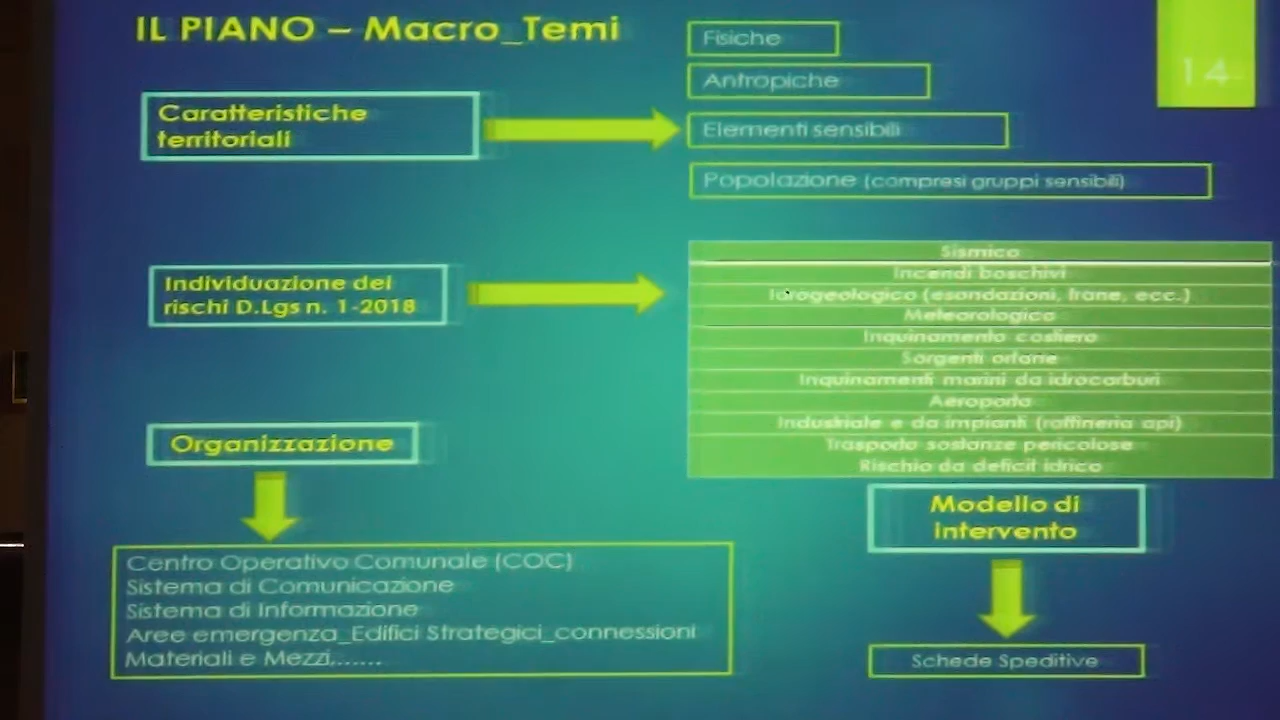 IL PIANO – Macro_Temi
14
Caratteristiche
territoriali
Fisiche
Antropiche
Elementi sensibili
Popolazione (compresi gruppi sensibili)
Individuazione dei
rischi D.Lgs n. 1-2018
Sismico
Incendi boschivi
Idrogeologico (esondazioni, frane, ecc.)
Meteorologico
Inquinamento costiero
Sorgenti orfane
Inquinamenti marini da idrocarburi
Aeroporto
Industriale e da impianti (raffineria api)
Trasporto sostanze pericolose
Rischio da deficit idrico
Organizzazione
Centro Operativo Comunale (COC)
Sistema di Comunicazione
Sistema di Informazione
Aree emergenza_Edifici Strategici_connessioni
Materiali e Mezzi.......
Modello di
intervento
Schede Speditive